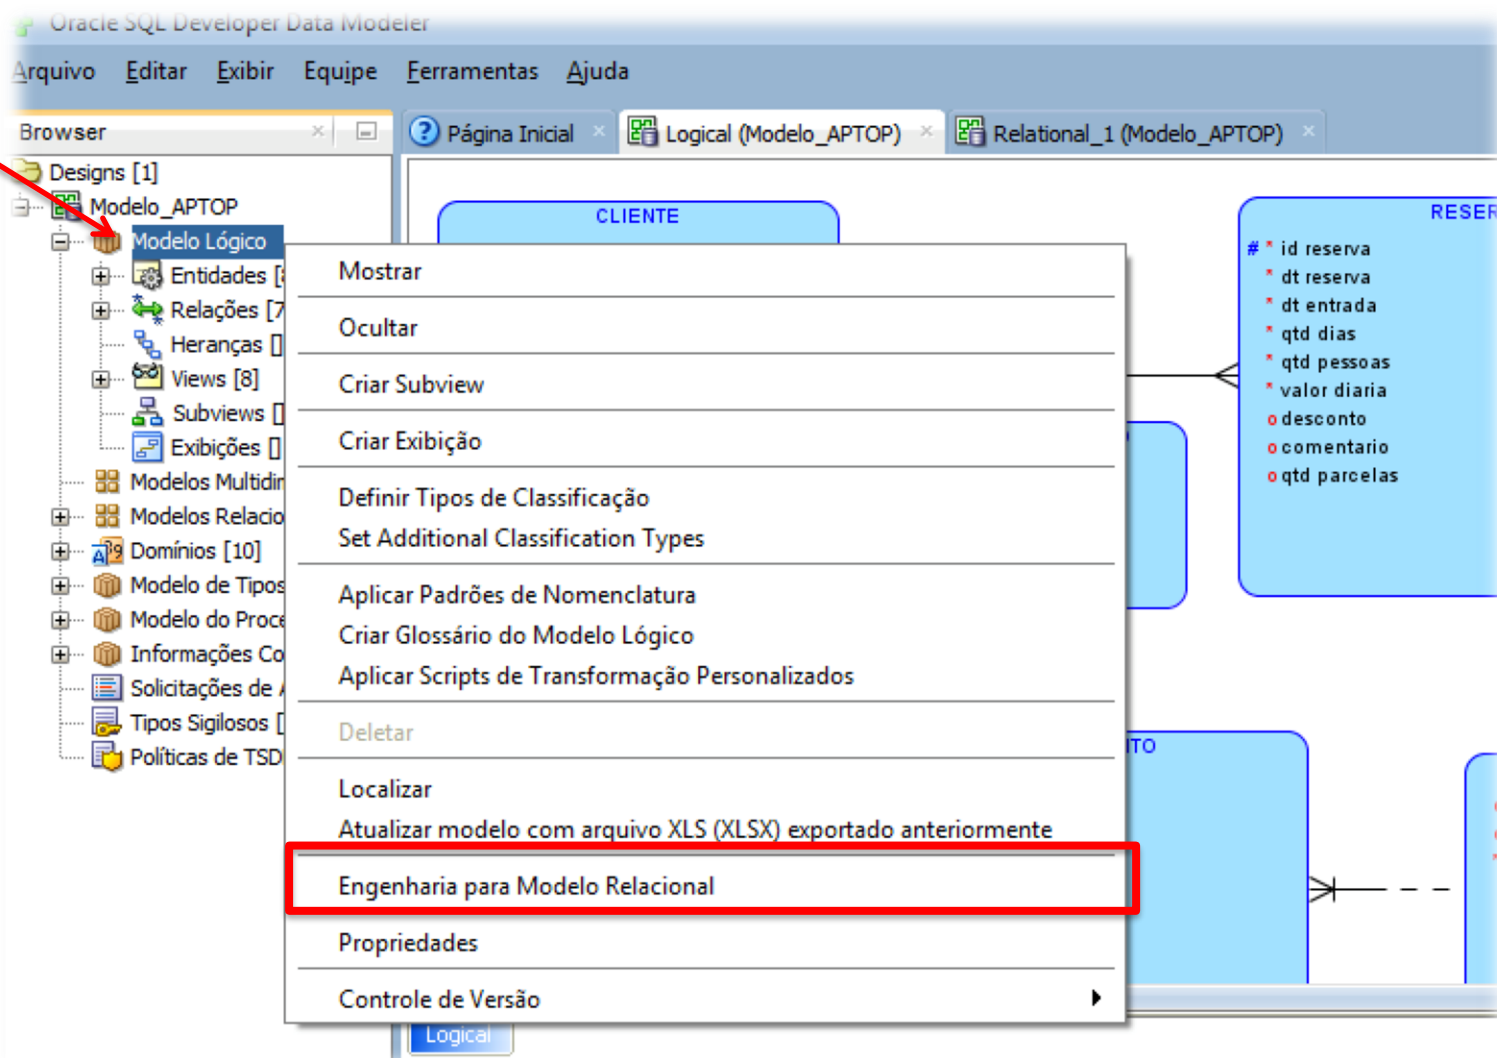 Oracle SQL Developer Data Modeler
Arquivo Editar Exibir Equipe Ferramentas Ajuda
Browser
Página Inicial
Logical (Modelo_APTOP)
Relational_1 (Modelo_APTOP)
Designs [1]
Modelo_APTOP
Modelo Lógico
Entidades [
Relações [7
Heranças []
Views [8]
Subviews []
Exibições []
Modelos Multidi
Modelos Relacio
Domínios [10]
Modelo de Tipos
Modelo do Proce
Informações Co
Solicitações de
Tipos Sigilosos [
Políticas de TSD
Mostrar
Ocultar
Criar Subview
Criar Exibição
Definir Tipos de Classificação
Set Additional Classification Types
Aplicar Padrões de Nomenclatura
Criar Glossário do Modelo Lógico
Aplicar Scripts de Transformação Personalizados
Deletar
Localizar
Atualizar modelo com arquivo XLS (XLSX) exportado anteriormente
Engenharia para Modelo Relacional
Propriedades
Controle de Versão
CLIENTE
RESER
# * id reserva
* dt reserva
* dt entrada
* qtd dias
* qtd pessoas
* valor diaria
o desconto
o comentario
o qtd parcelas
ITO
Logical